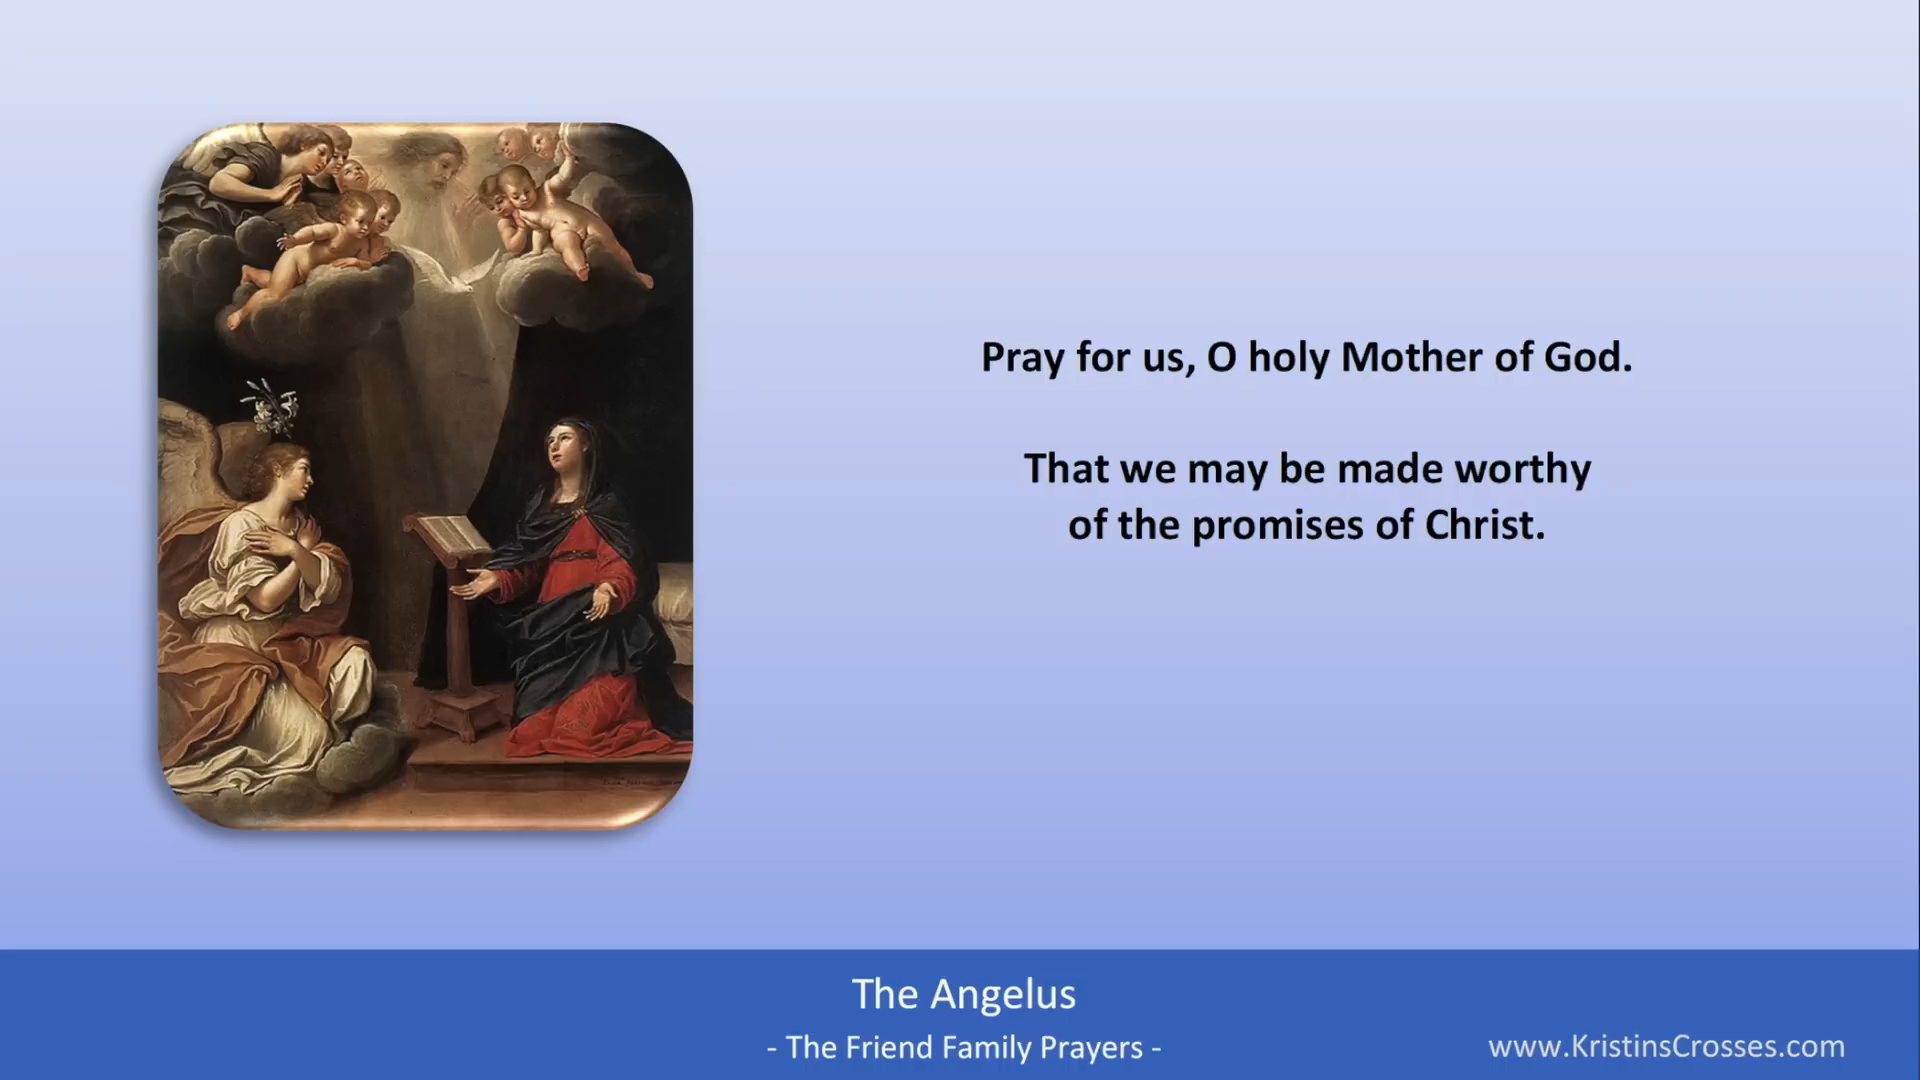 Pray for us, O holy Mother of God.
That we may be made worthy
of the promises of Christ.
The Angelus
- The Friend Family Prayers -
www.KristinsCrosses.com